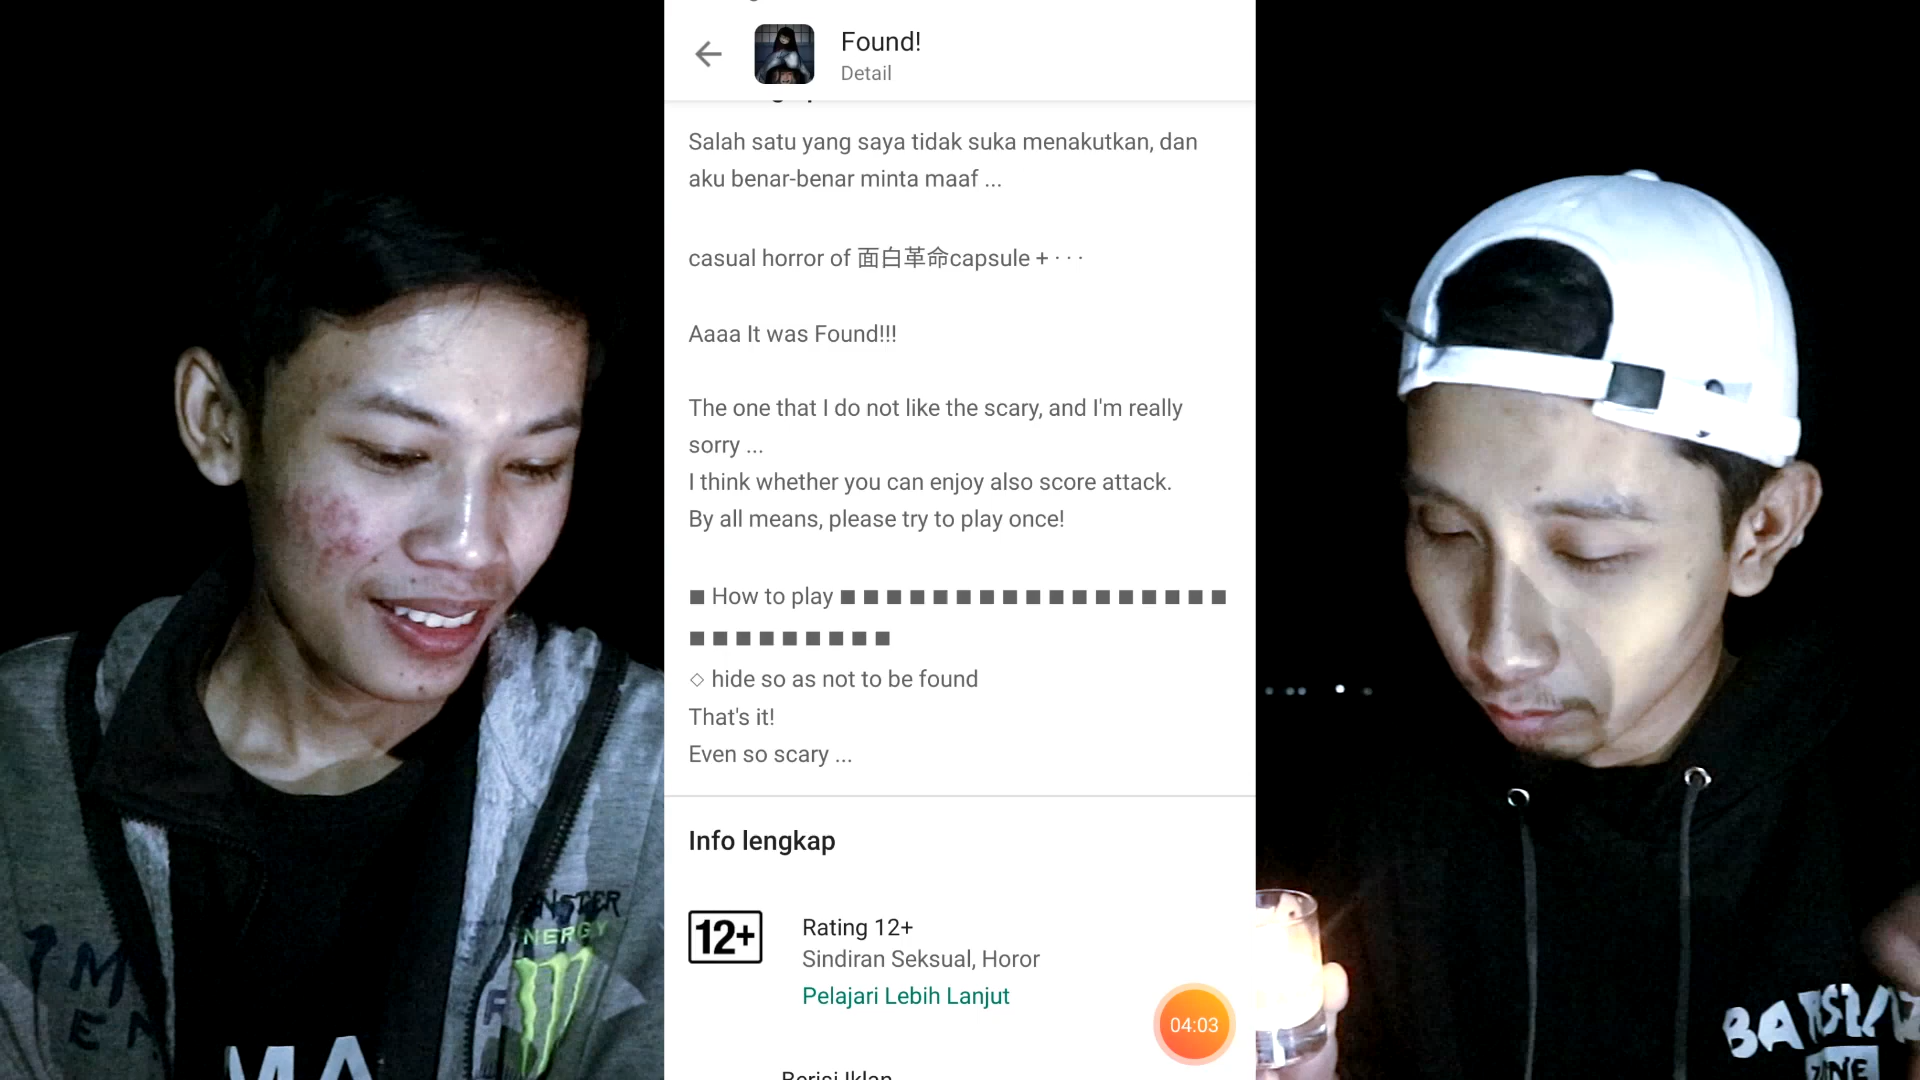 Found!
Detail
Salah satu yang saya tidak suka menakutkan, dan
aku benar-benar minta maaf ...
casual horror of 面白革命capsule + · · ·
Aaaa It was Found!!!
The one that I do not like the scary, and I'm really
sorry ...
I think whether you can enjoy also score attack.
By all means, please try to play once!
■ How to play ■ ■ ■ ■ ■ ■ ■ ■ ■ ■ ■ ■ ■ ■ ■ ■ ■
■ ■ ■ ■ ■ ■ ■ ■ ■
◇ hide so as not to be found
That's it!
Even so scary ...
Info lengkap
12+
Rating 12+
Sindiran Seksual, Horor
Pelajari Lebih Lanjut
04:03
Berisi Iklan
MONSTER
ENERGY